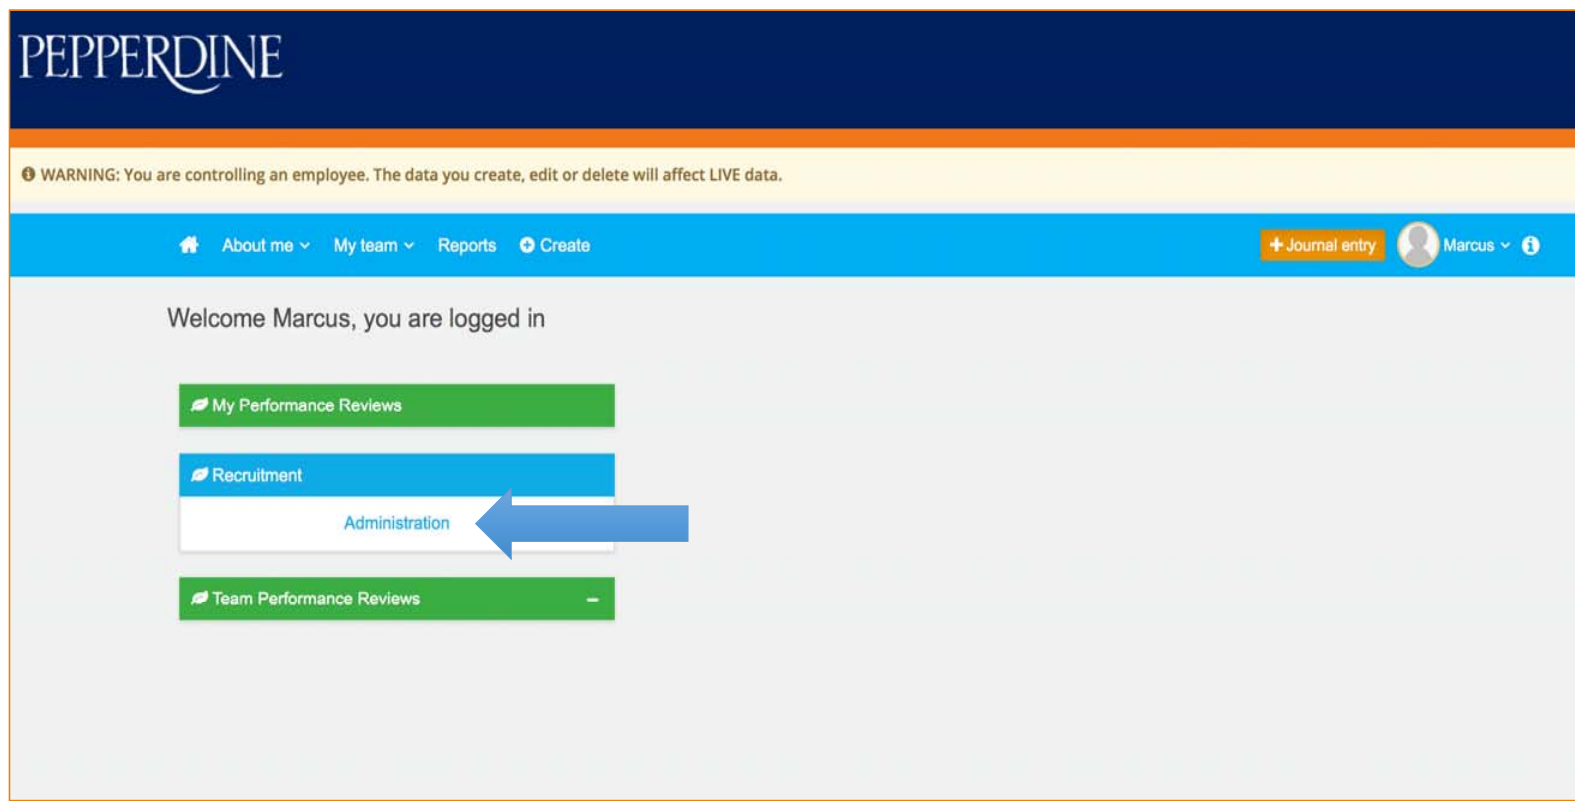 PEPPERDINE
WARNING: You are controlling an employee. The data you create, edit or delete will affect LIVE data.
About me My team Reports Create + Journal entry Marcus
Welcome Marcus, you are logged in
My Performance Reviews
Recruitment
Administration
Team Performance Reviews